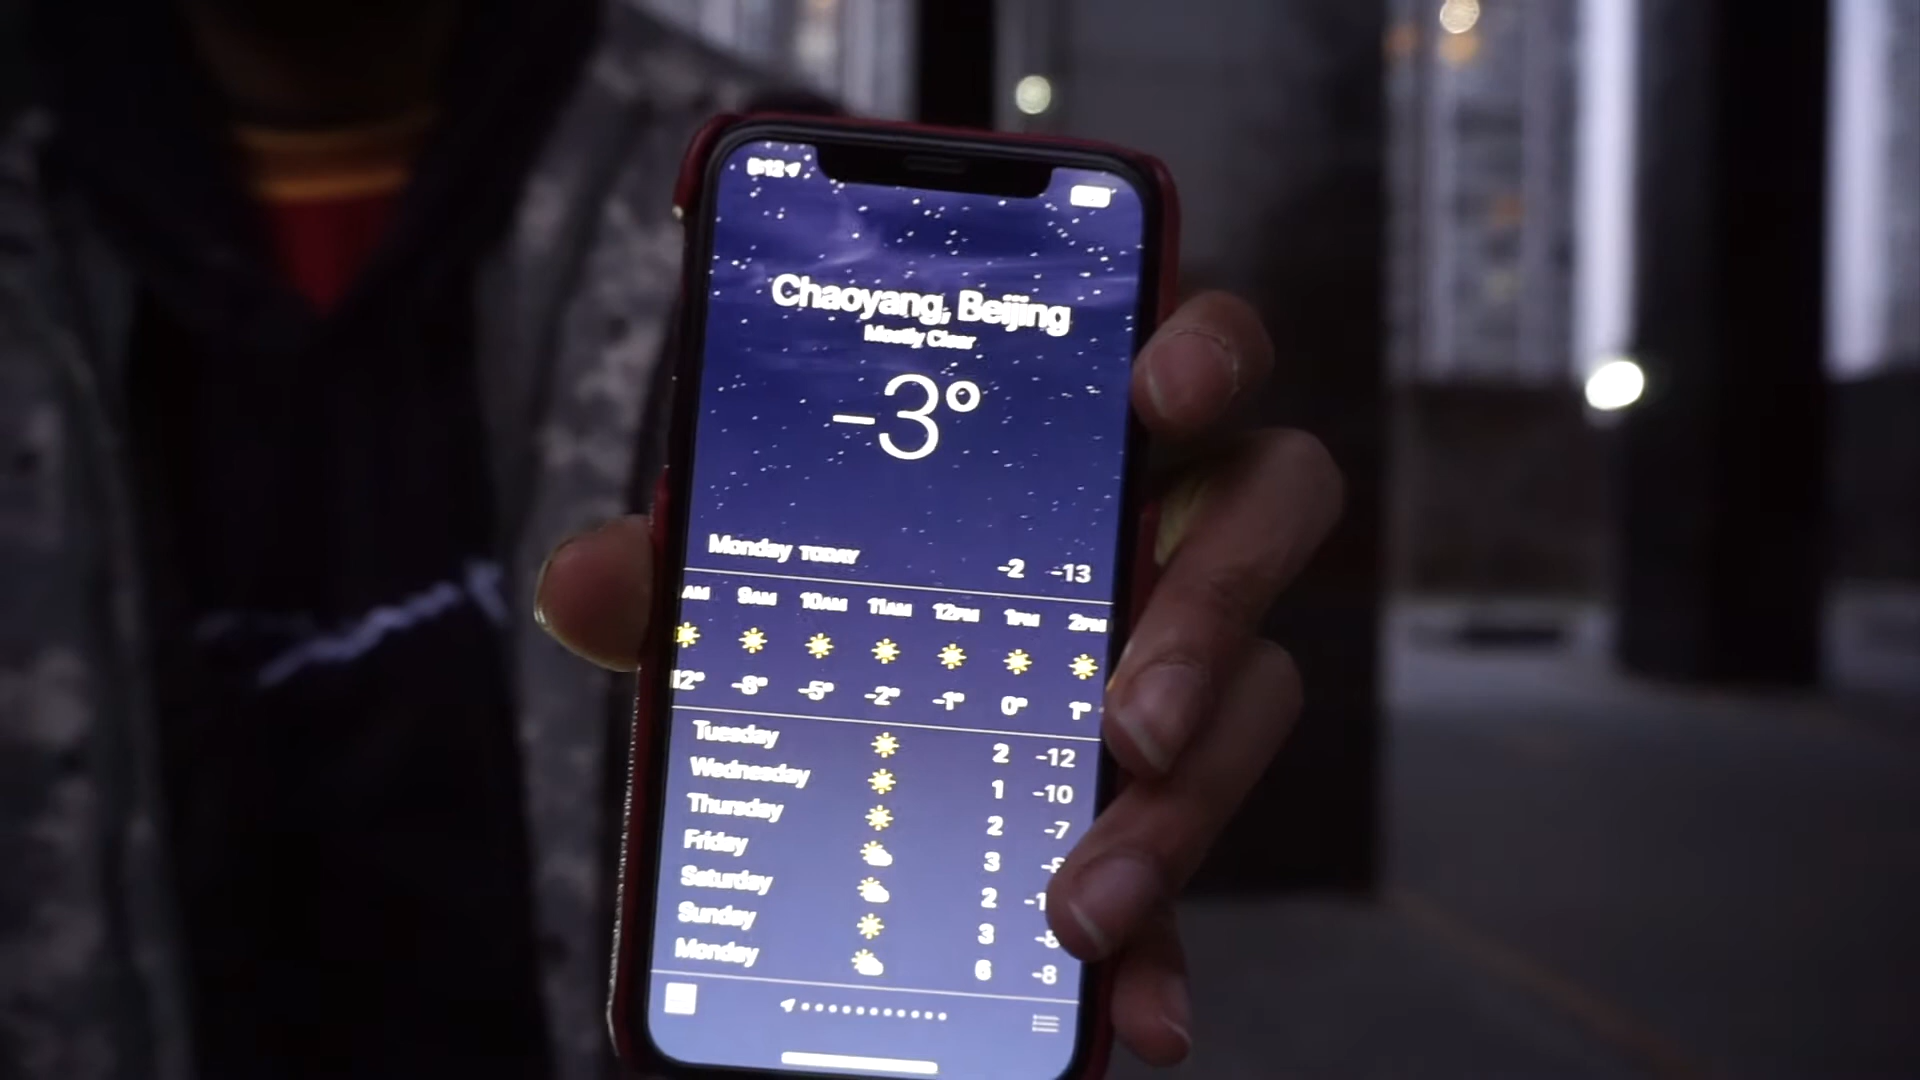 Chaoyang, Beijing
Mostly Clear
-3°
Monday TODAY -2 -13
AM 9AM 10AM 11AM 12PM 1PM 2PM
12° -8° -5° -2° -1° 0° 1°
Tuesday 2 -12
Wednesday 1 -10
Thursday 2 -7
Friday 3
Saturday 2
Sunday 3
Monday 6 -8